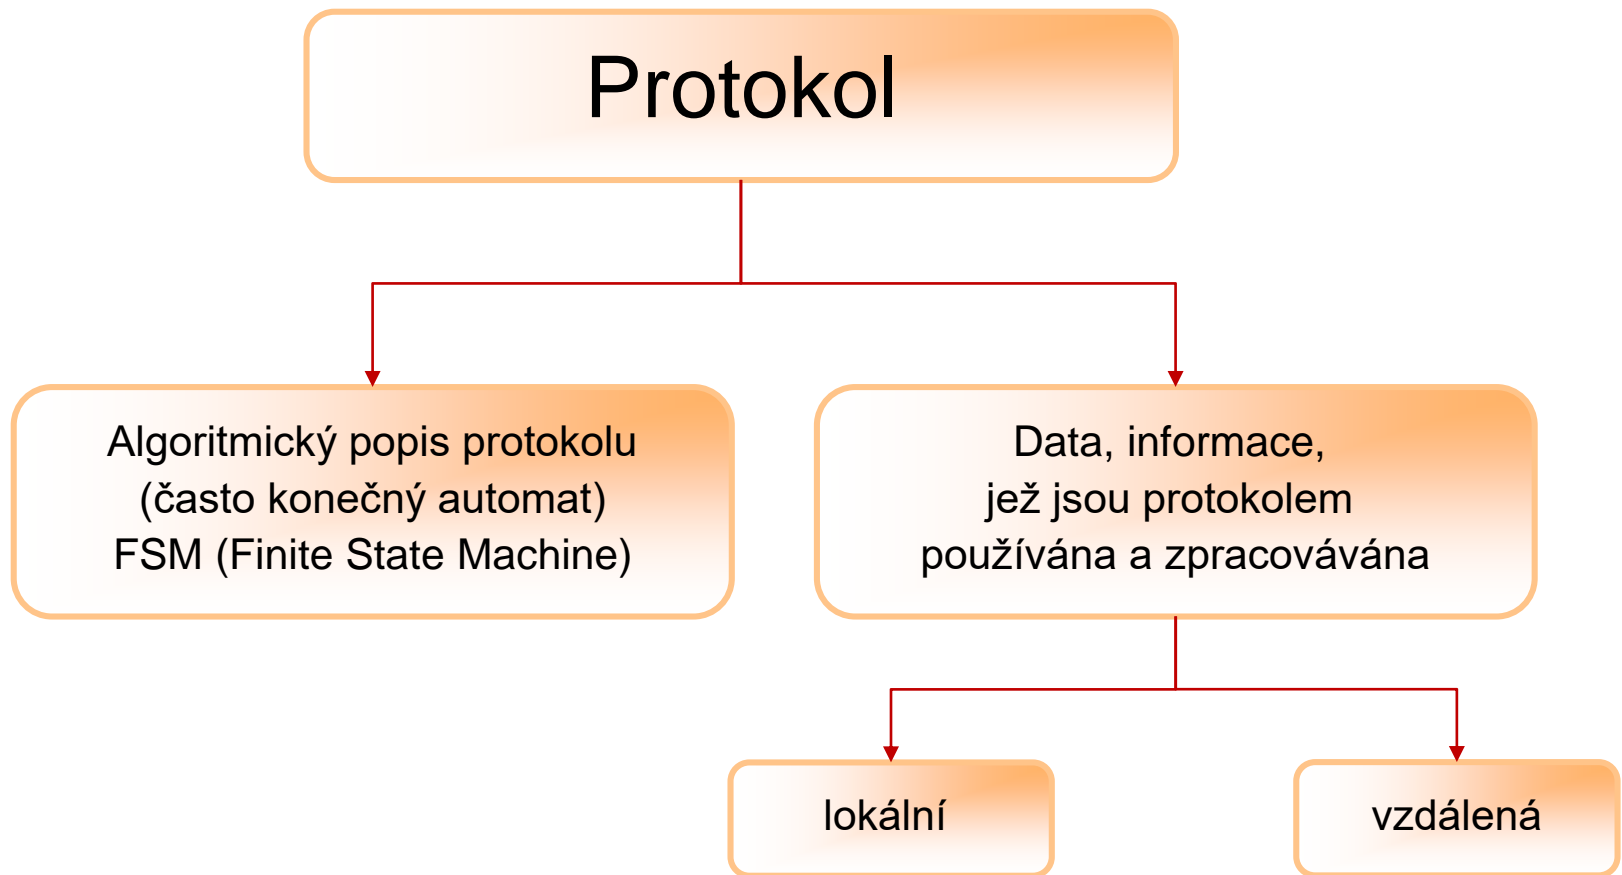 Protokol
Algoritmický popis protokolu
(často konečný automat)
FSM (Finite State Machine)
Data, informace,
jež jsou protokolem
používána a zpracovávána
lokální
vzdálená